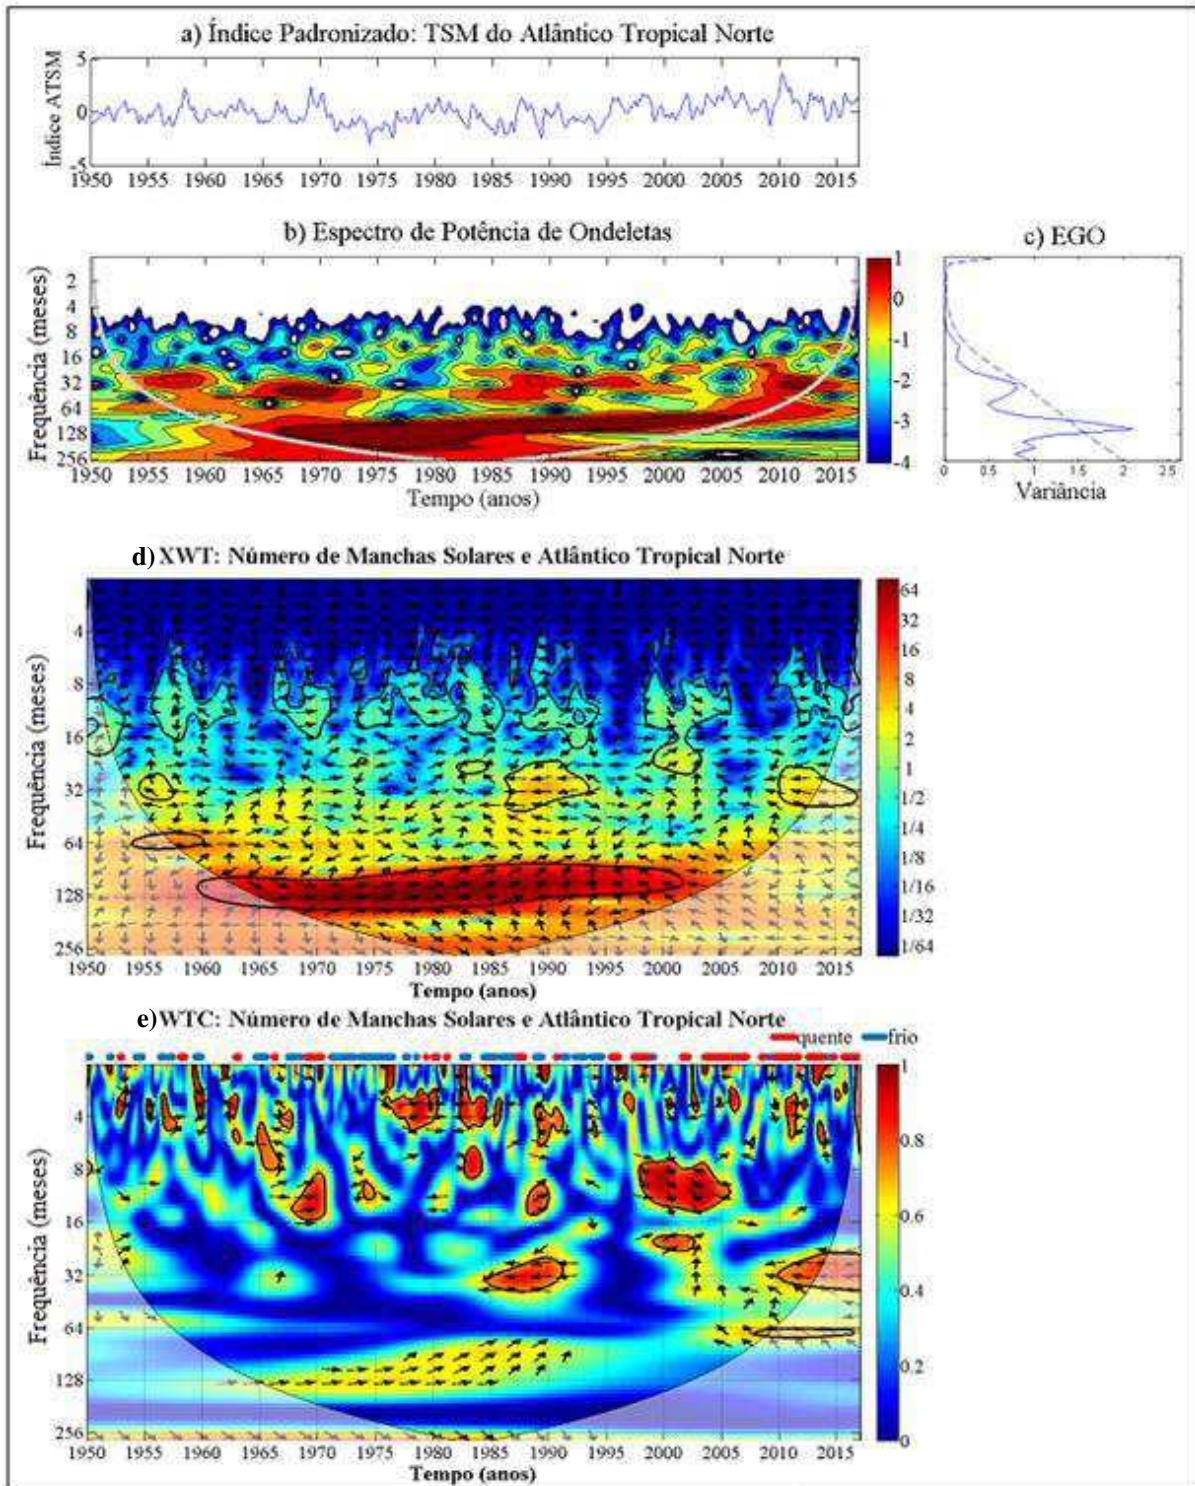 a) Índice Padronizado: TSM do Atlântico Tropical Norte
Índice ATSM
5
0
-5
1950 1955 1960 1965 1970 1975 1980 1985 1990 1995 2000 2005 2010 2015
b) Espectro de Potência de Ondeletas
Frequência (meses)
2
4
8
16
32
64
128
256
1950 1955 1960 1965 1970 1975 1980 1985 1990 1995 2000 2005 2010 2015
Tempo (anos)
1
0
-1
-2
-3
-4
c) EGO
0 0.5 1 1.5 2 2.5
Variância
d) XWT: Número de Manchas Solares e Atlântico Tropical Norte
Frequência (meses)
4
8
16
32
64
128
256
1950 1955 1960 1965 1970 1975 1980 1985 1990 1995 2000 2005 2010 2015
Tempo (anos)
64
32
16
8
4
2
1
1/2
1/4
1/8
1/16
1/32
1/64
e) WTC: Número de Manchas Solares e Atlântico Tropical Norte
quente frio
Frequência (meses)
4
8
16
32
64
128
256
1950 1955 1960 1965 1970 1975 1980 1985 1990 1995 2000 2005 2010 2015
Tempo (anos)
1
0.8
0.6
0.4
0.2
0